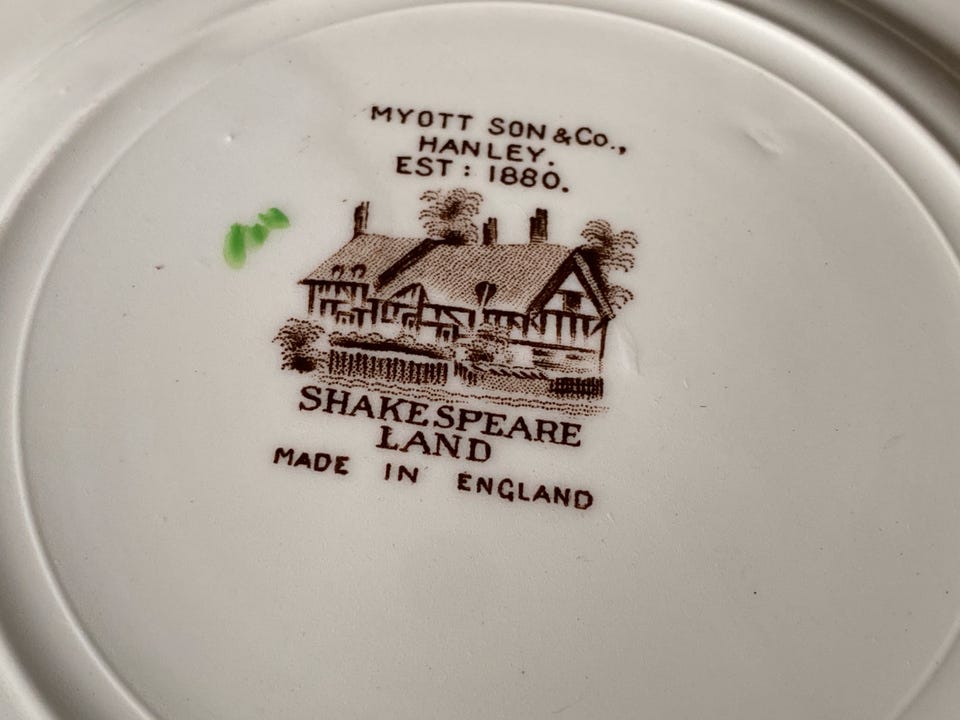 MYOTT SON & Co.,
HANLEY.
EST: 1880.
SHAKESPEARE
LAND
MADE IN ENGLAND